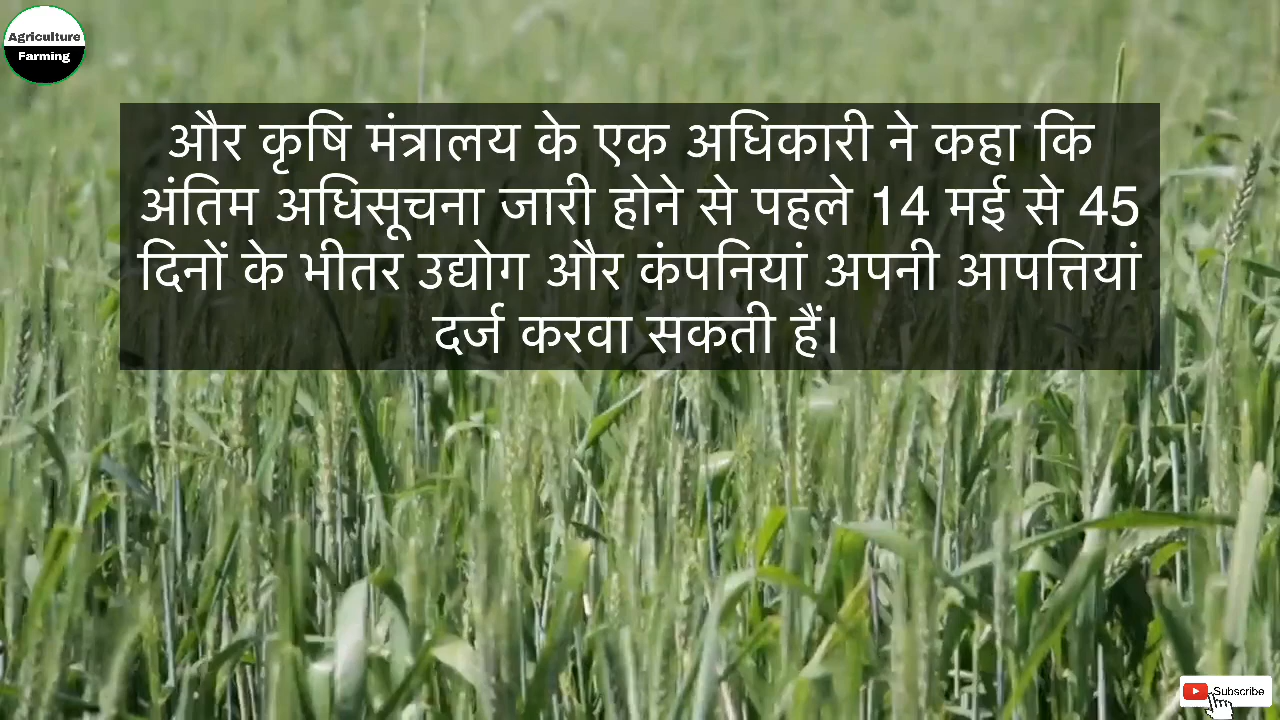 Agriculture
Farming
और कृषि मंत्रालय के एक अधिकारी ने कहा कि
अंतिम अधिसूचना जारी होने से पहले 14 मई से 45
दिनों के भीतर उद्योग और कंपनियां अपनी आपत्तियां
दर्ज करवा सकती हैं।
Subscribe